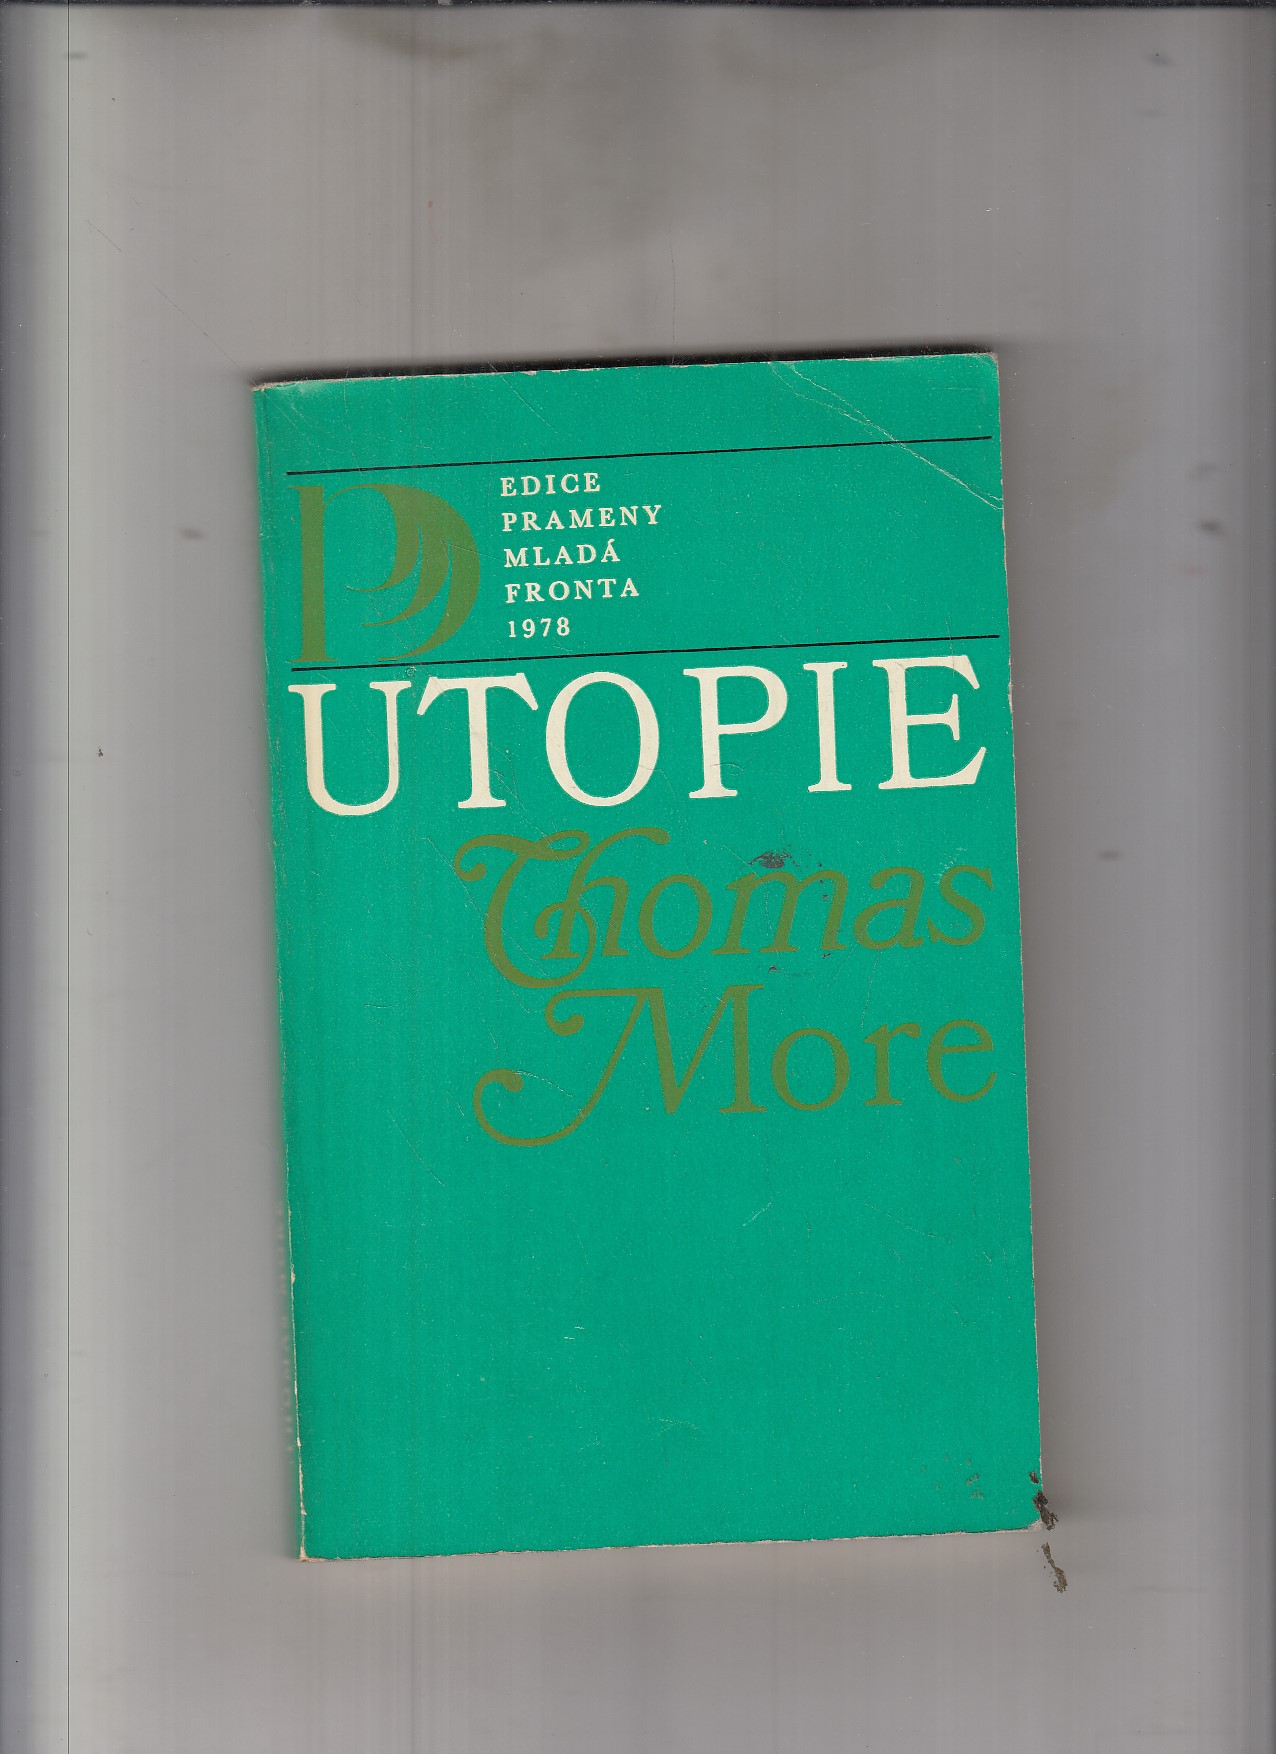 P
EDICE
PRAMENY
MLADÁ
FRONTA
1978
UTOPIE
Thomas
More